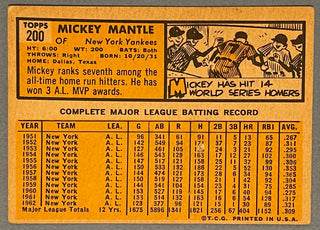 TOPPS
200
MICKEY MANTLE
OF New York Yankees
HT: 6:00 WT: 200 BATS: Both
THROWS: Right BORN: 10/20/31
HOME: Dallas, Texas
Mickey ranks seventh among the
all-time home run hitters. He has
won 3 A.L. MVP awards.
MICKEY HAS HIT 14
WORLD SERIES HOMERS
COMPLETE MAJOR LEAGUE BATTING RECORD
YEAR TEAM LEA. G AB R H 2B 3B HR RBI AVG.
1951 New York A. L. 96 341 61 91 11 5 13 65 .267
1952 New York A. L. 142 549 94 171 37 7 23 87 .311
1953 New York A. L. 127 461 105 21 3 21 92 .295
1954 New York A. L. 146 543 129 163 17 12 27 102 .300
1955 New York A. L. 147 517 121 158 25 11 37 99 .306
1956 New York A. L. 150 533 132 188 22 5 52 130 .353
1957 New York A. L. 144 474 121 173 28 6 34 94 .365
1958 New York A. L. 150 519 127 158 21 1 42 97 .304
1959 New York A. L. 144 541 104 154 23 4 31 75 .285
1960 New York A. L. 153 527 119 145 17 6 40 94 .275
1961 New York A. L. 153 514 132 163 16 6 54 128 .317
1962 New York A. L. 123 377 96 121 15 1 30 89 .321
Major League Totals 12 Yrs. 1675 5896 1341 1821 256 67 404 1152 .309
© T.C.G. PRINTED IN U.S.A.